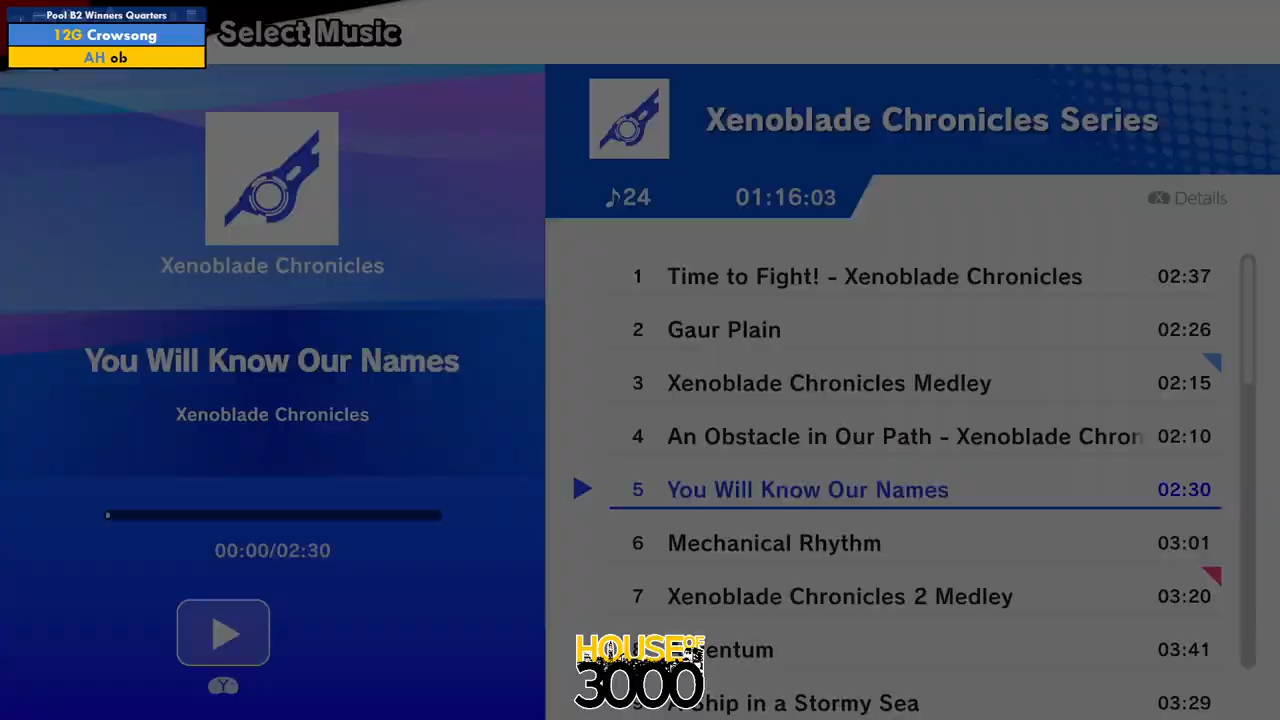 Pool B2 Winners Quarters
12G Crowsong
AH ob
Select Music
Xenoblade Chronicles
You Will Know Our Names
Xenoblade Chronicles
00:00/02:30
Y
Xenoblade Chronicles Series
♪24 01:16:03
X Details
1 Time to Fight! - Xenoblade Chronicles 02:37
2 Gaur Plain 02:26
3 Xenoblade Chronicles Medley 02:15
4 An Obstacle in Our Path - Xenoblade Chron 02:10
5 You Will Know Our Names 02:30
6 Mechanical Rhythm 03:01
7 Xenoblade Chronicles 2 Medley 03:20
03:41
Ship in a Stormy Sea 03:29
HOUSE OF
3000